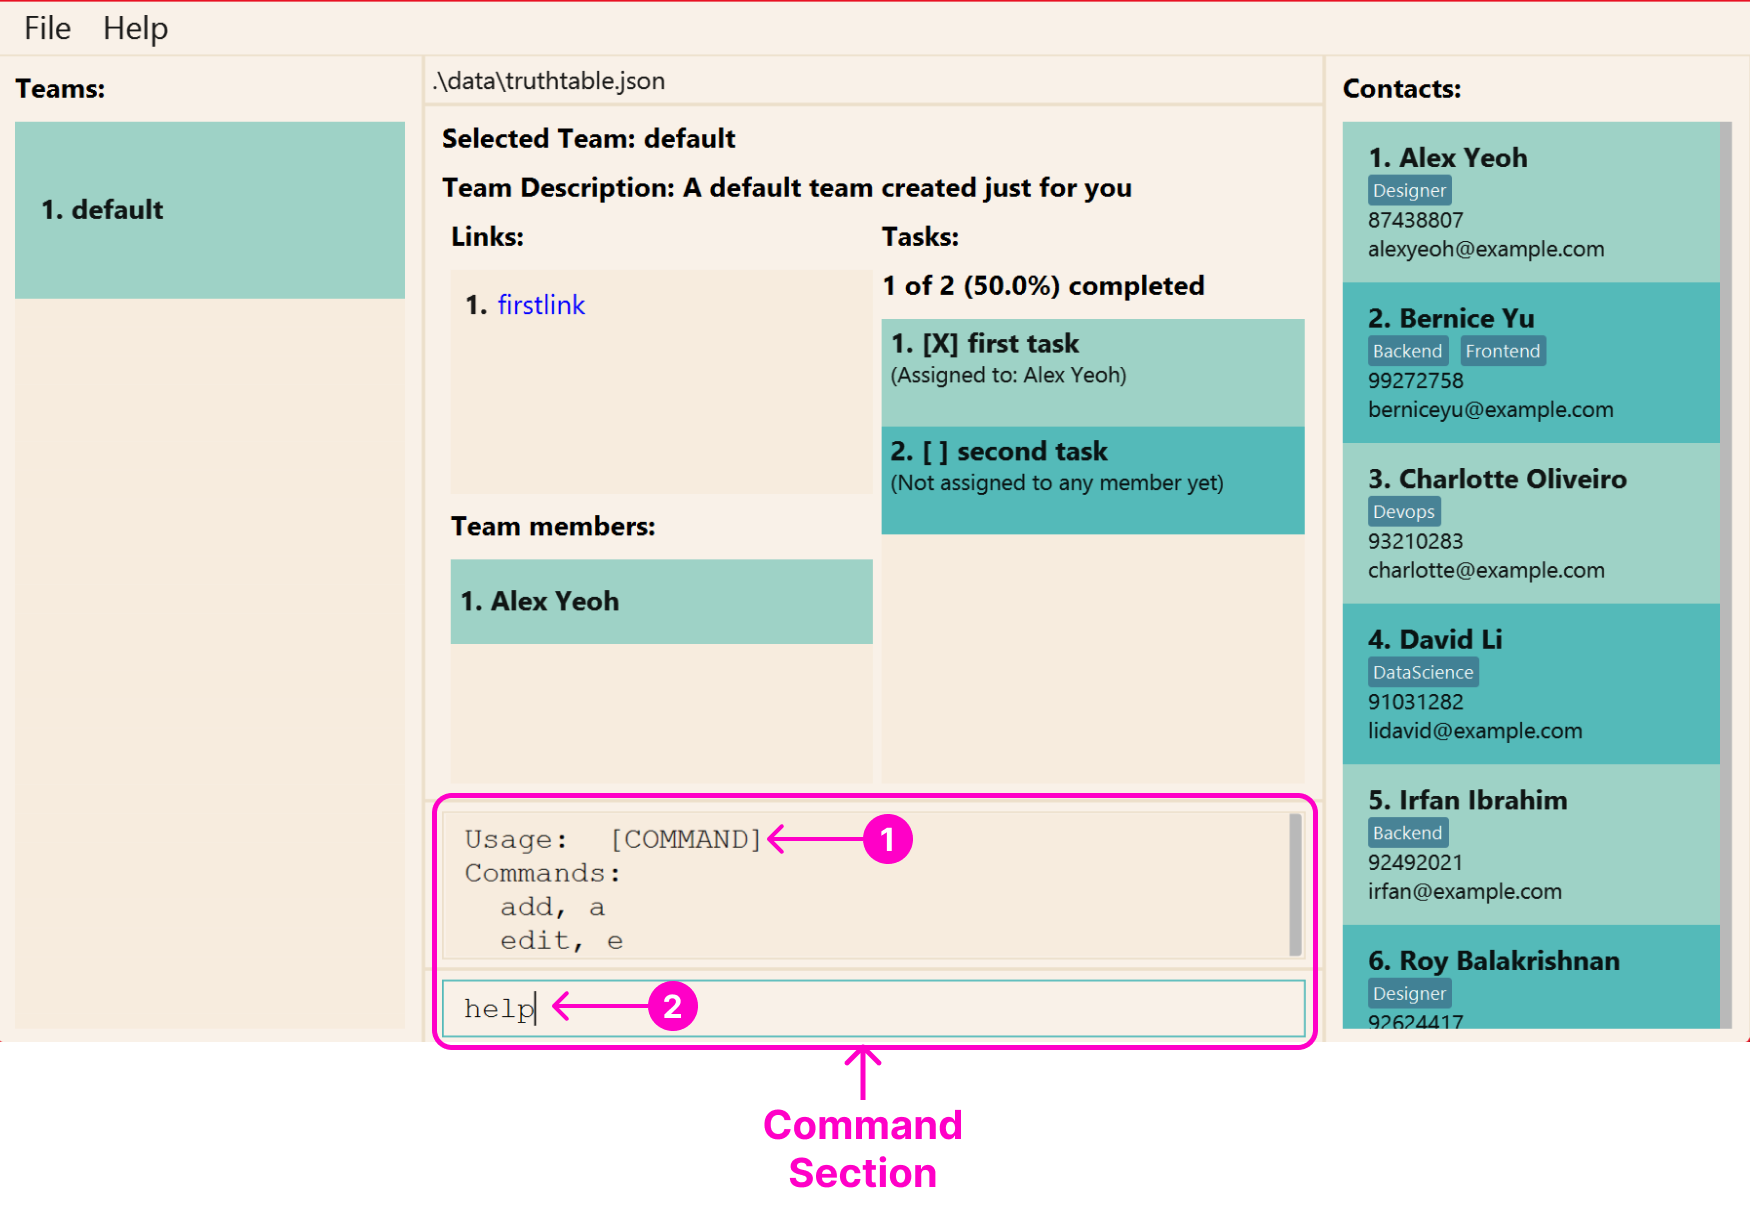 File Help
Teams:
1. default
.\data\truthtable.json
Selected Team: default
Team Description: A default team created just for you
Links:
1. firstlink
Team members:
1. Alex Yeoh
Tasks:
1 of 2 (50.0%) completed
1. [X] first task
(Assigned to: Alex Yeoh)
2. [ ] second task
(Not assigned to any member yet)
Usage: [COMMAND]
1
Commands:
add, a
edit, e
help
2
Command
Section
Contacts:
1. Alex Yeoh
Designer
87438807
alexyeoh@example.com
2. Bernice Yu
Backend Frontend
99272758
berniceyu@example.com
3. Charlotte Oliveiro
Devops
93210283
charlotte@example.com
4. David Li
DataScience
91031282
lidavid@example.com
5. Irfan Ibrahim
Backend
92492021
irfan@example.com
6. Roy Balakrishnan
Designer
92624417